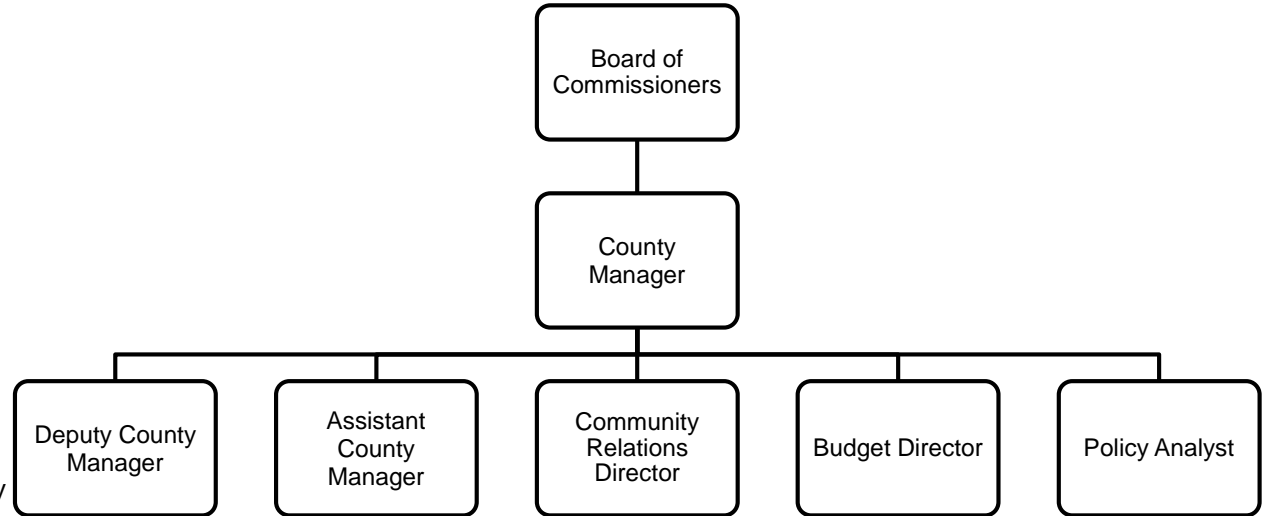 Board of
Commissioners
County
Manager
Deputy County
Manager
Assistant
County
Manager
Community
Relations
Director
Budget Director
Policy Analyst